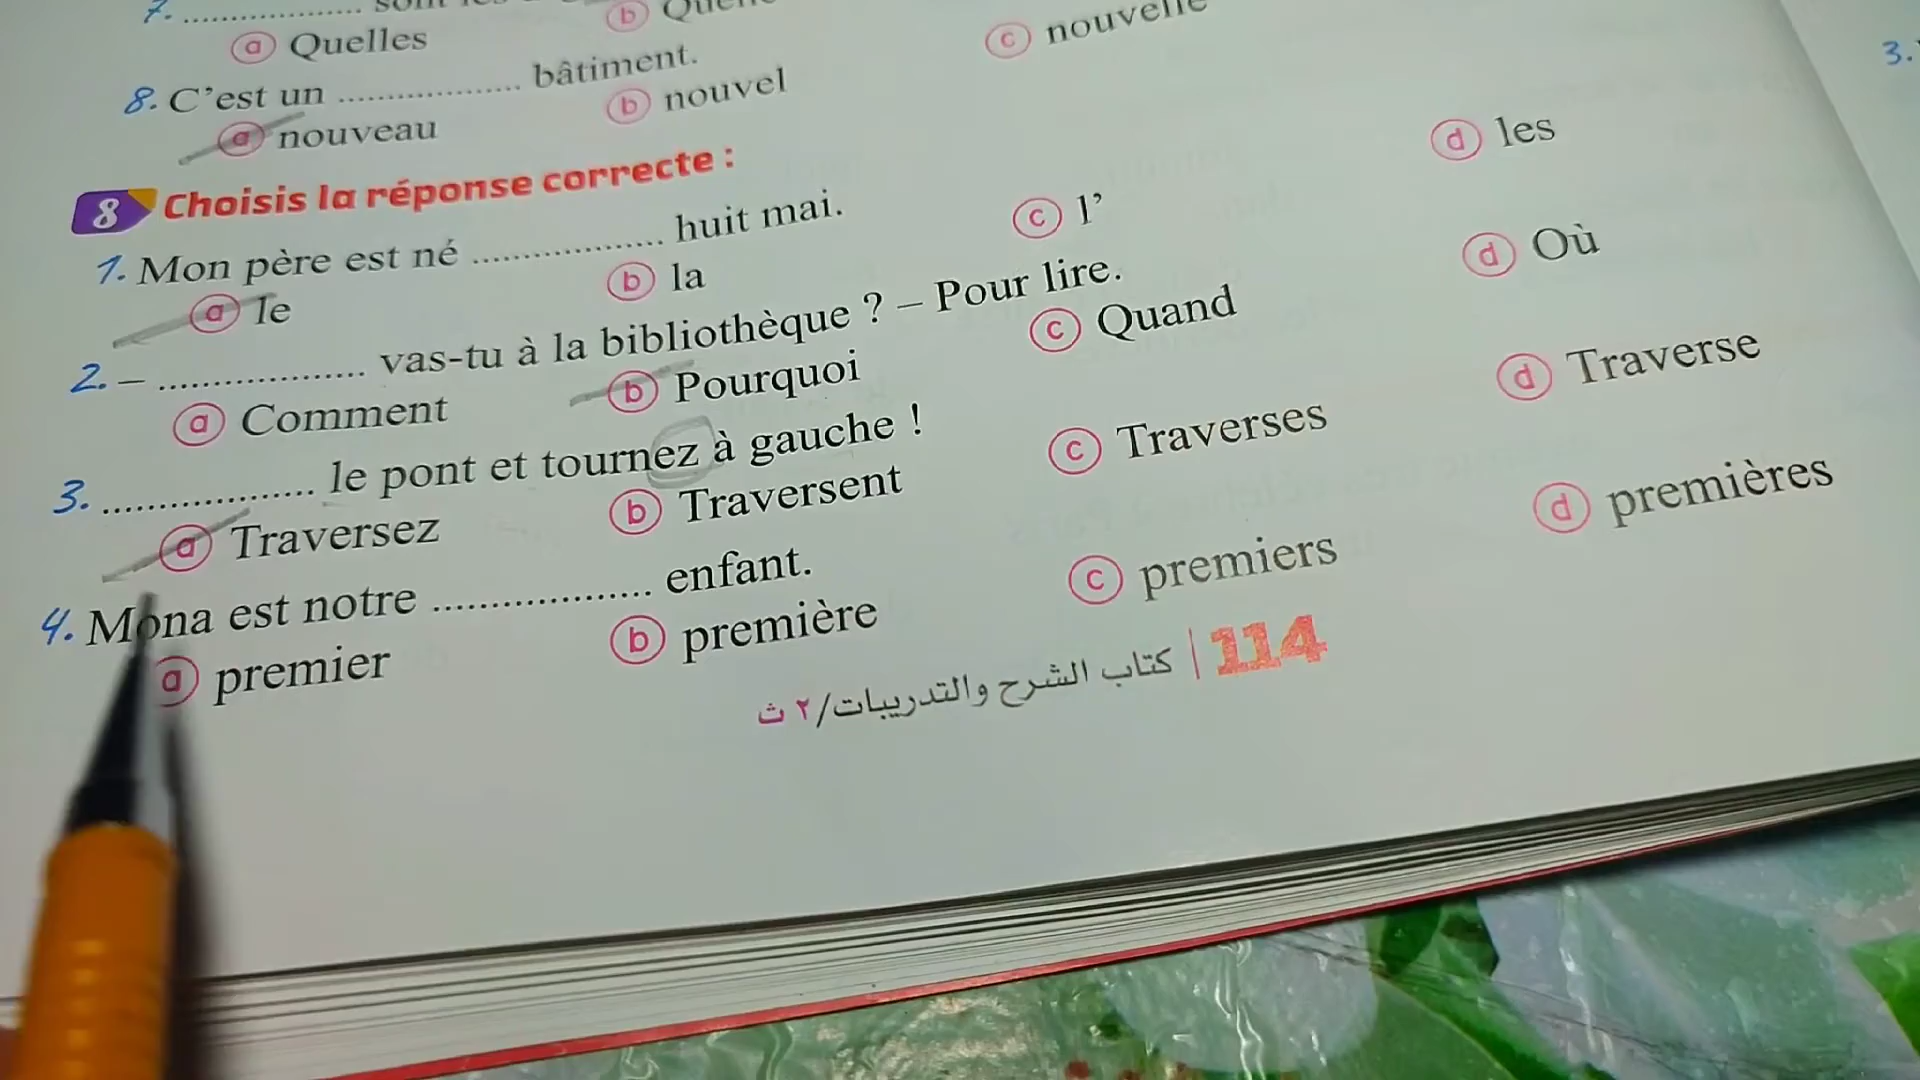 7. ....................
ⓐ Quelles ⓑ
8. C'est un .................... bâtiment.
ⓐ nouveau ⓑ nouvel ⓒ nouvelle
8 Choisis la réponse correcte :
1. Mon père est né .................... huit mai.
ⓐ le ⓑ la ⓒ l' ⓓ les
2. – .................... vas-tu à la bibliothèque ? – Pour lire.
ⓐ Comment ⓑ Pourquoi ⓒ Quand ⓓ Où
3. .................... le pont et tournez à gauche !
ⓐ Traversez ⓑ Traversent ⓒ Traverses ⓓ Traverse
4. Mona est notre .................... enfant.
ⓐ premier ⓑ première ⓒ premiers ⓓ premières
114 | كتاب الشرح والتدريبات/٢ ث
3.